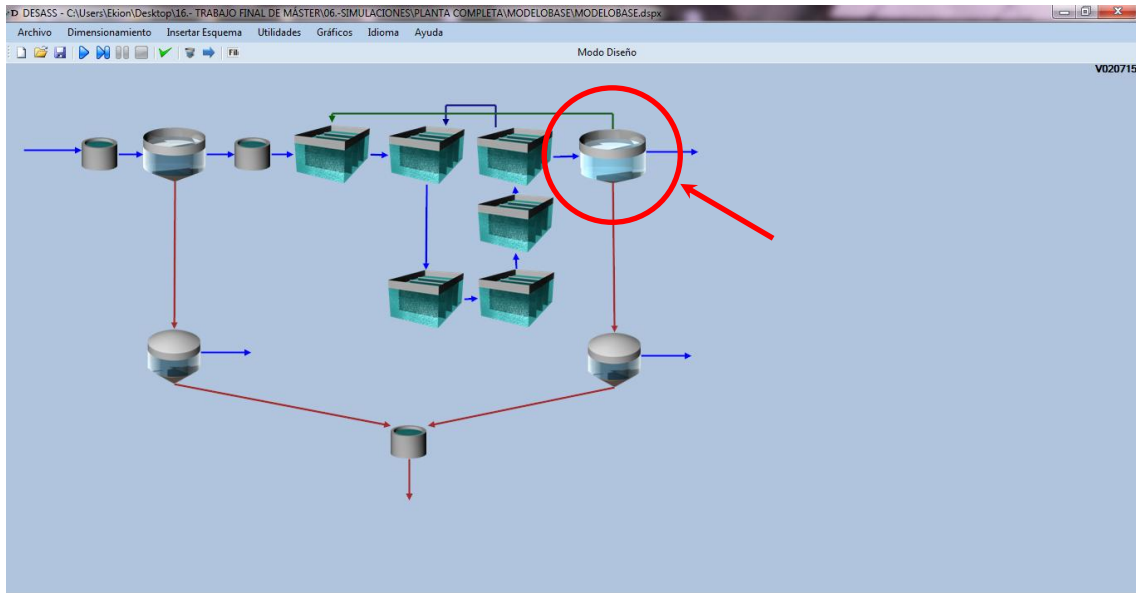 DESASS - C:\Users\Ekion\Desktop\16.- TRABAJO FINAL DE MÁSTER\06.-SIMULACIONES\PLANTA COMPLETA\MODELOBASE\MODELOBASE.dspx
Archivo Dimensionamiento Insertar Esquema Utilidades Gráficos Idioma Ayuda
Modo Diseño
V020715